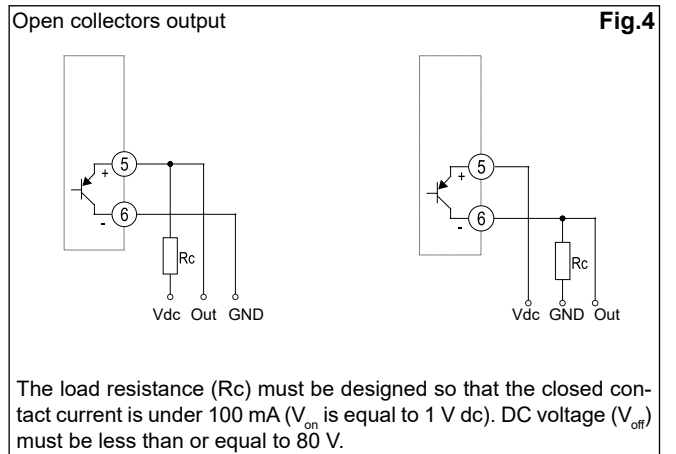 Open collectors output Fig.4
5 5
+ +
6 6
- -
Rc Rc
Vdc Out GND Vdc GND Out
The load resistance (Rc) must be designed so that the closed con-
tact current is under 100 mA (Von is equal to 1 V dc). DC voltage (Voff)
must be less than or equal to 80 V.